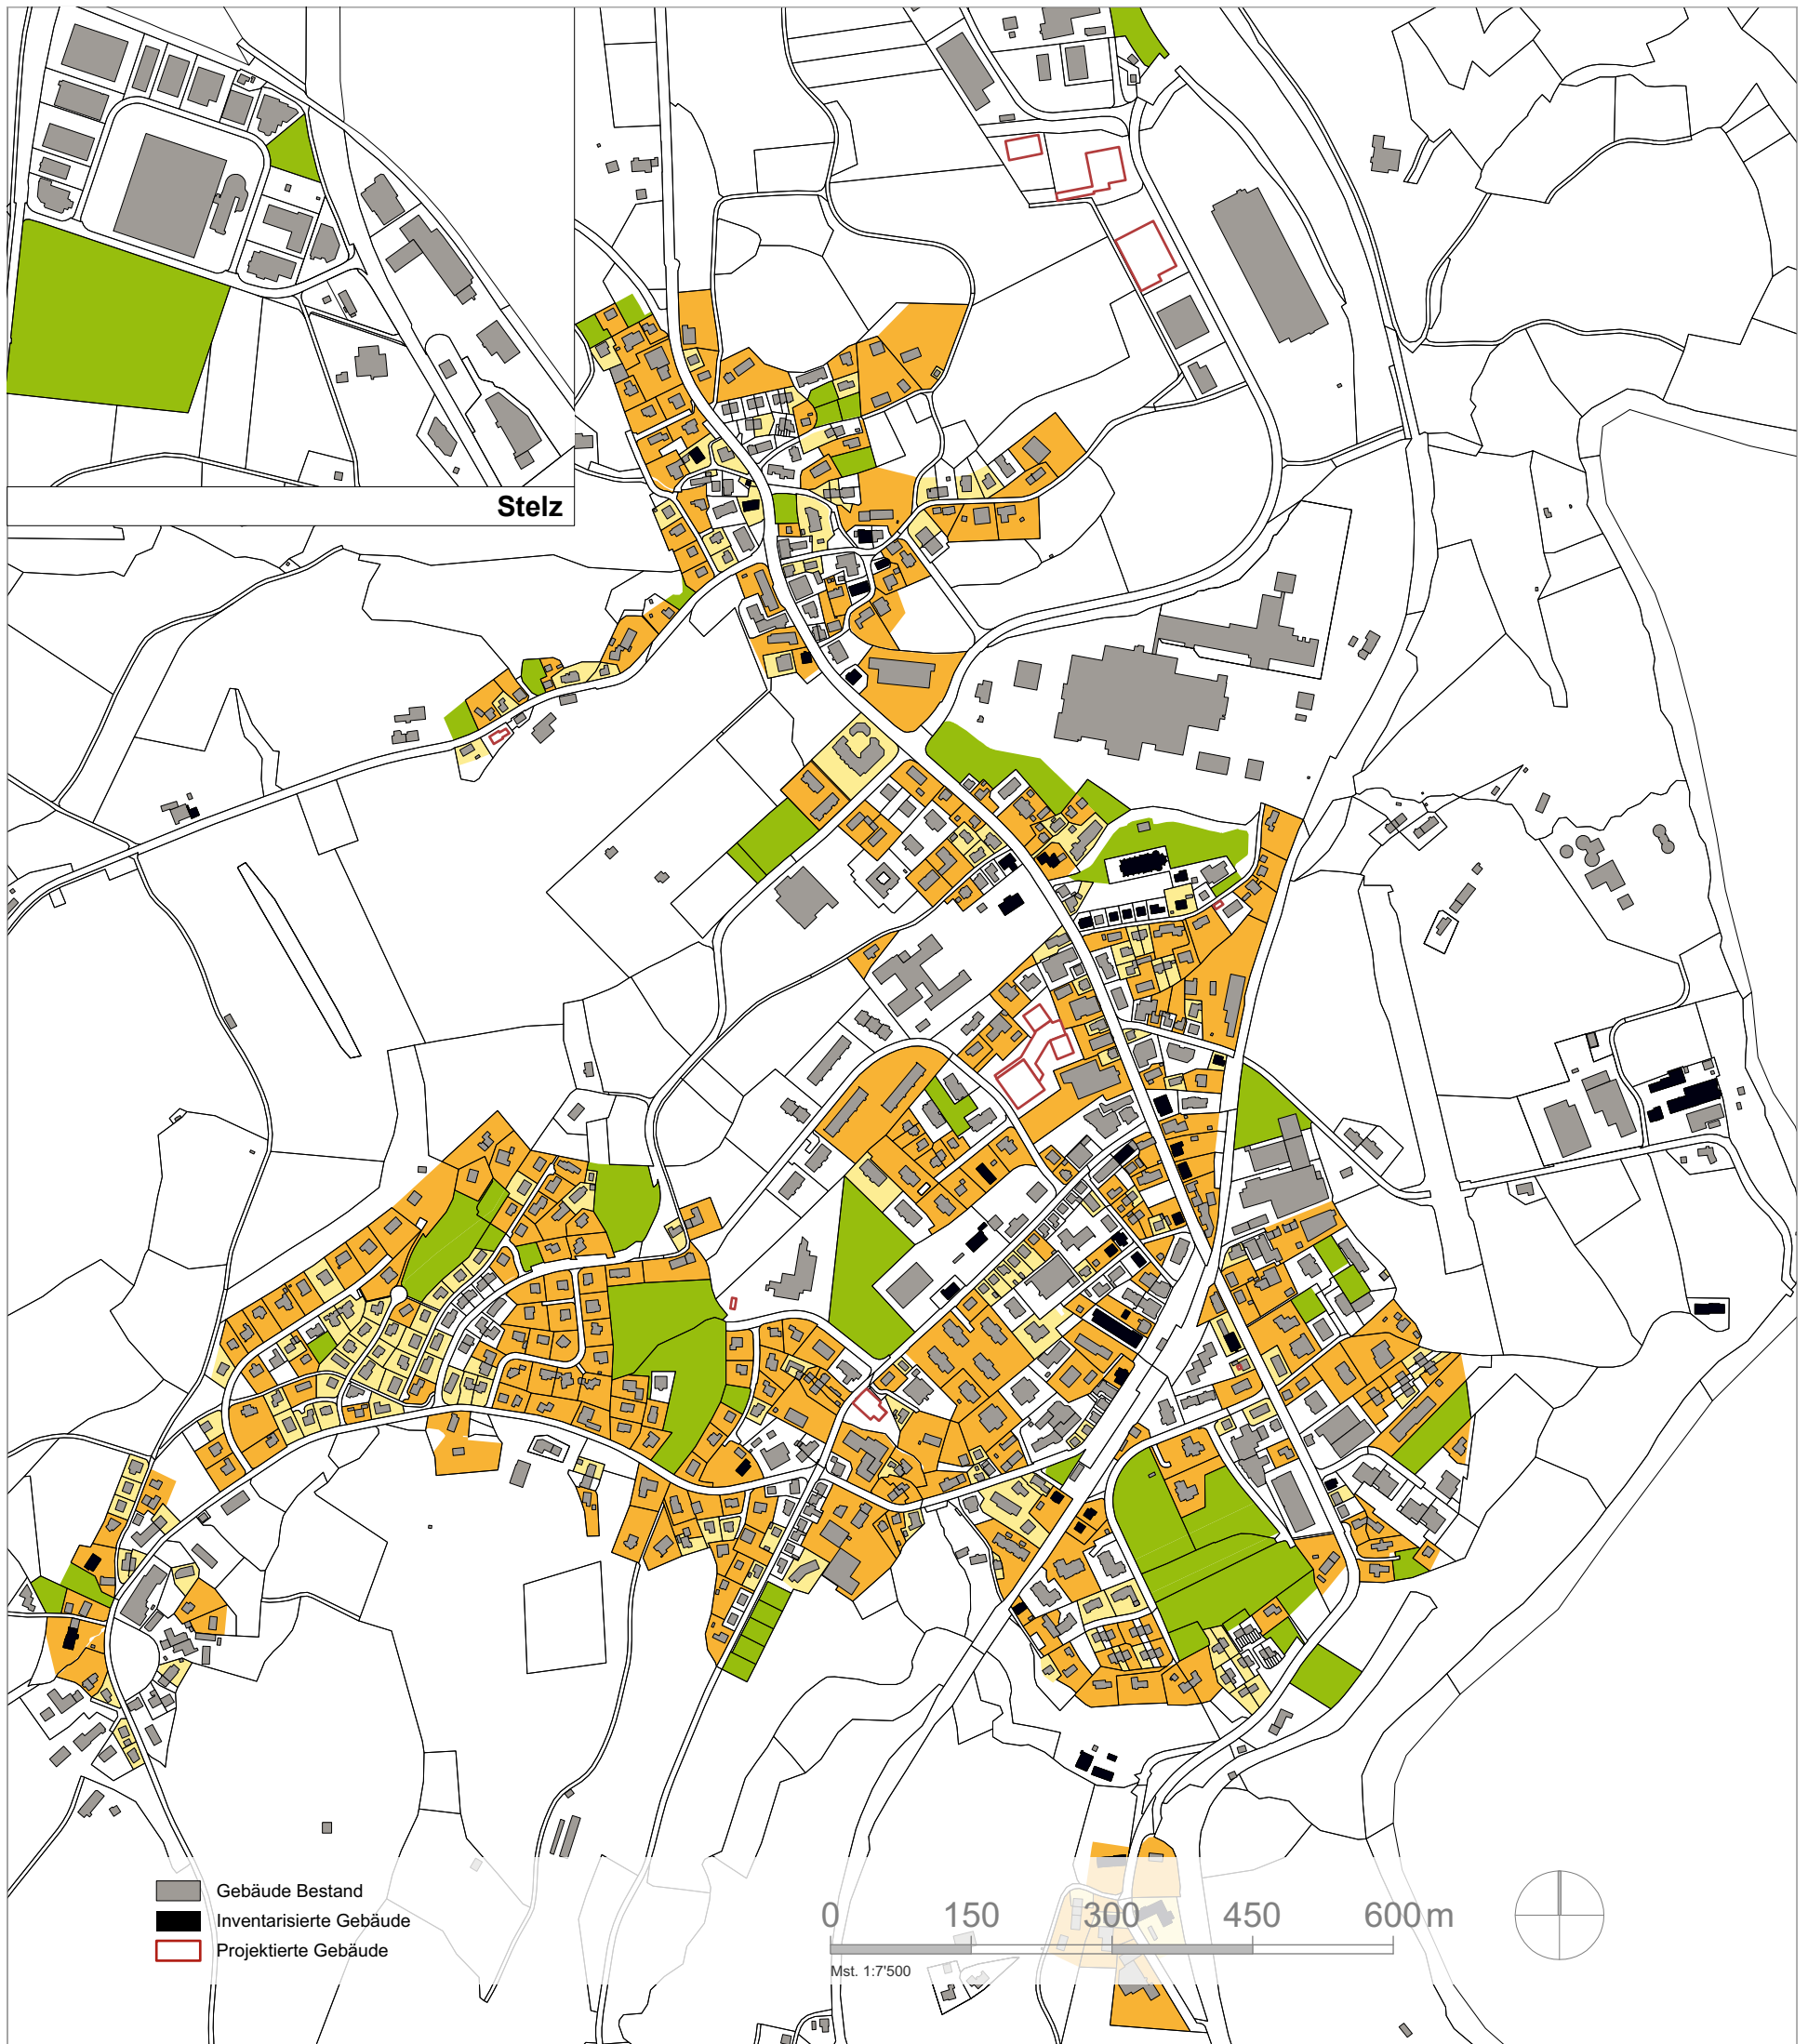 Stelz
Gebäude Bestand
Inventarisierte Gebäude
Projektierte Gebäude
0 150 300 450 600 m
Mst. 1:7'500